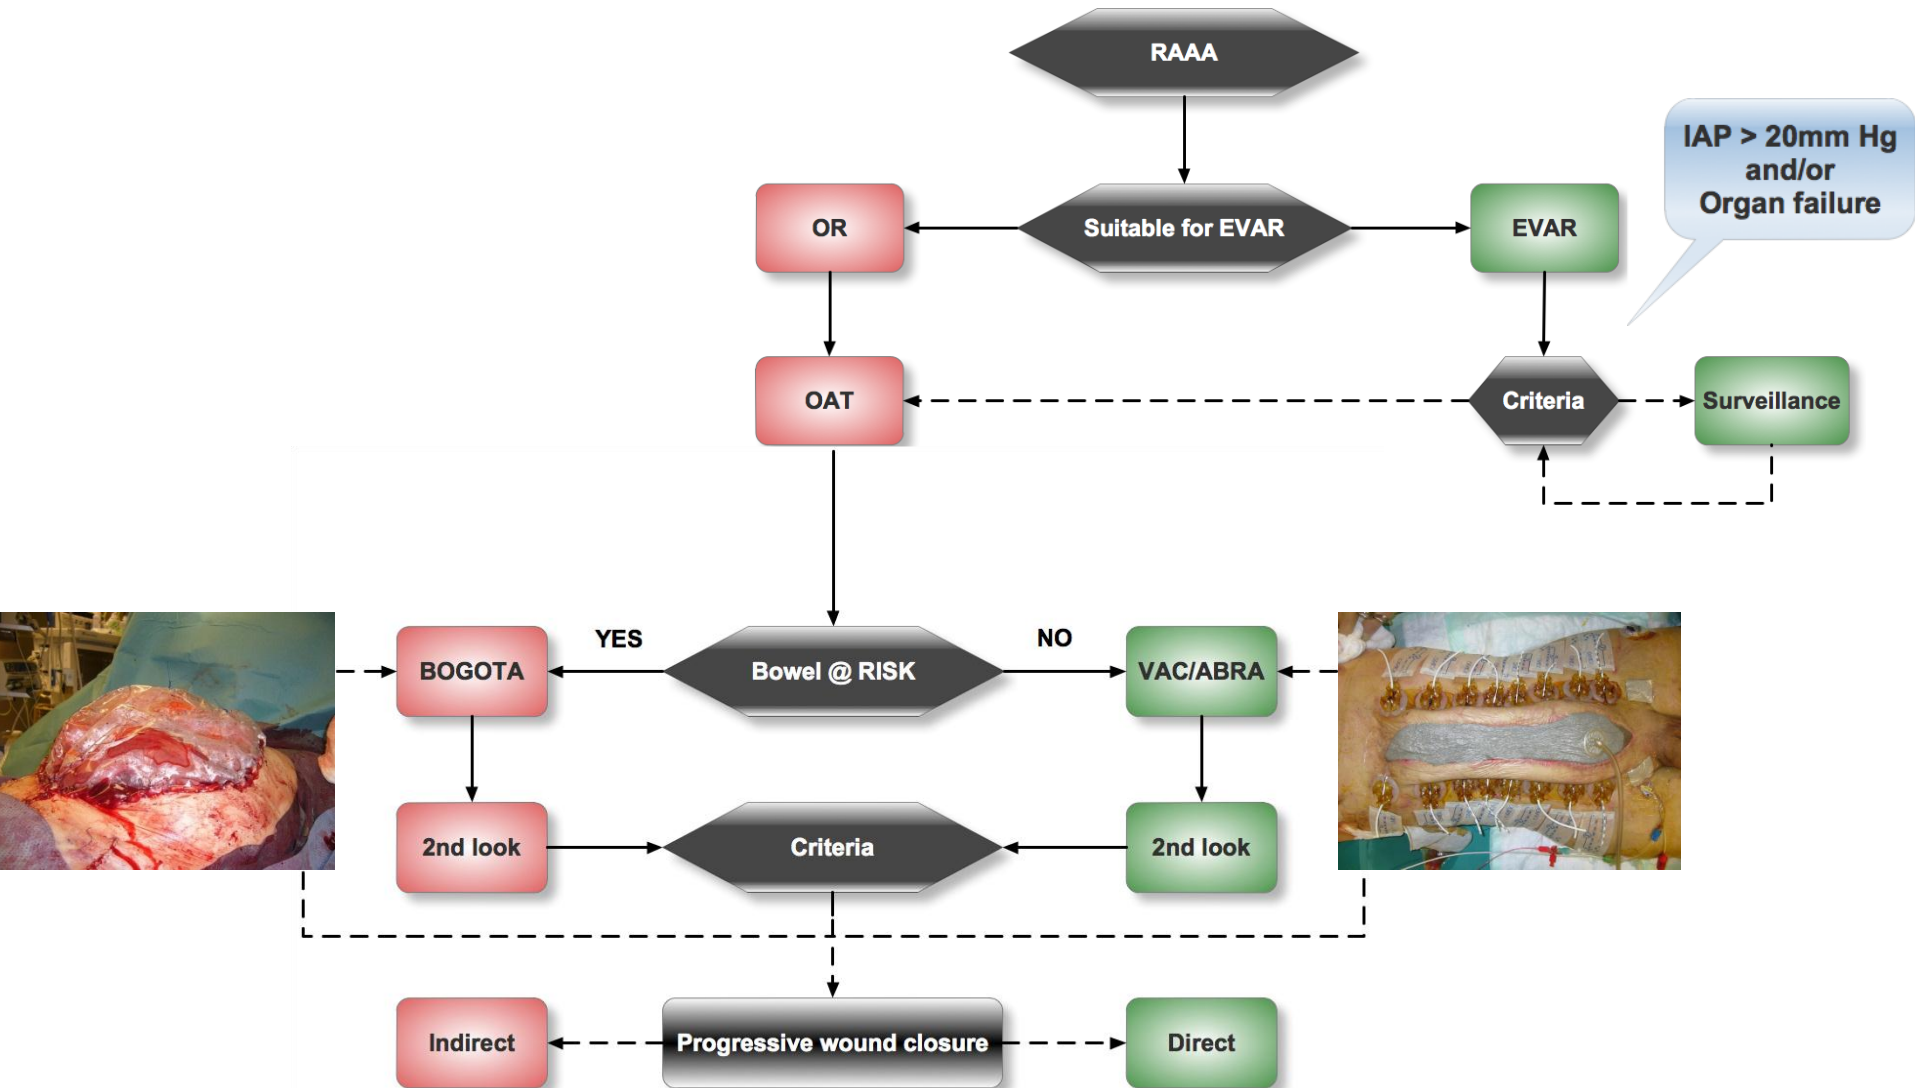 RAAA
IAP > 20mm Hg
and/or
Organ failure
OR
Suitable for EVAR
EVAR
OAT
Criteria
Surveillance
YES
NO
BOGOTA
Bowel @ RISK
VAC/ABRA
2nd look
Criteria
2nd look
Indirect
Progressive wound closure
Direct